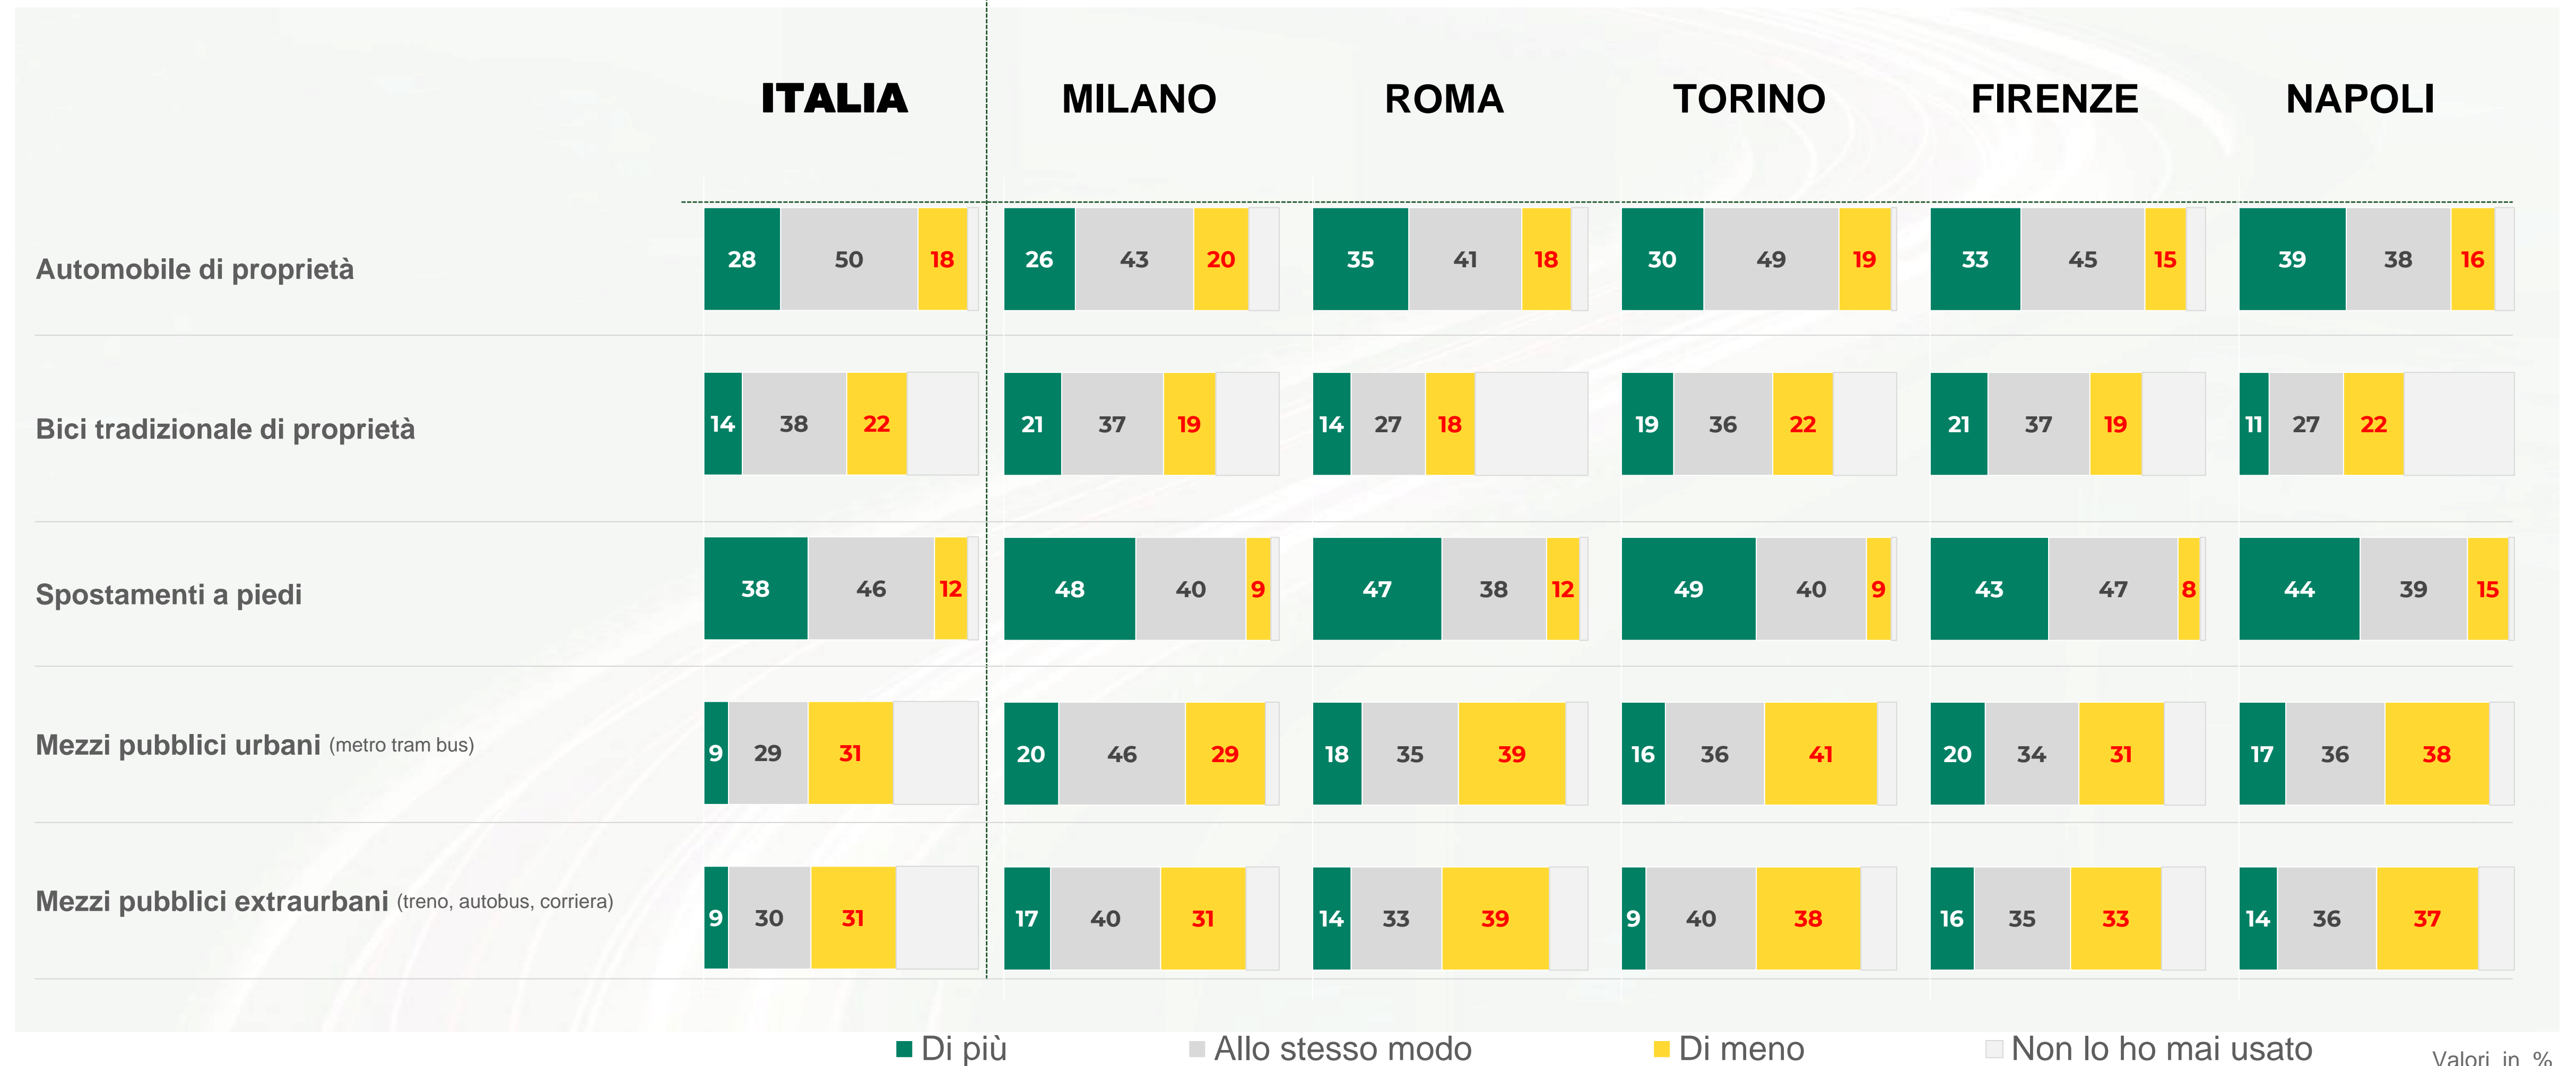 ITALIA MILANO ROMA TORINO FIRENZE NAPOLI
Automobile di proprietà 28 50 18 26 43 20 35 41 18 30 49 19 33 45 15 39 38 16
Bici tradizionale di proprietà 14 38 22 21 37 19 14 27 18 19 36 22 21 37 19 11 27 22
Spostamenti a piedi 38 46 12 48 40 9 47 38 12 49 40 9 43 47 8 44 39 15
Mezzi pubblici urbani (metro tram bus) 9 29 31 20 46 29 18 35 39 16 36 41 20 34 31 17 36 38
Mezzi pubblici extraurbani (treno, autobus, corriera) 9 30 31 17 40 31 14 33 39 9 40 38 16 35 33 14 36 37
Di più Allo stesso modo Di meno Non lo ho mai usato Valori in %